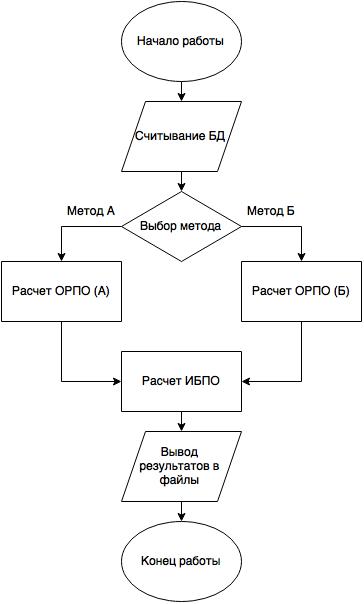 Начало работы
Считывание БД
Метод А
Метод Б
Выбор метода
Расчет ОРПО (А)
Расчет ОРПО (Б)
Расчет ИБПО
Вывод
результатов в
файлы
Конец работы